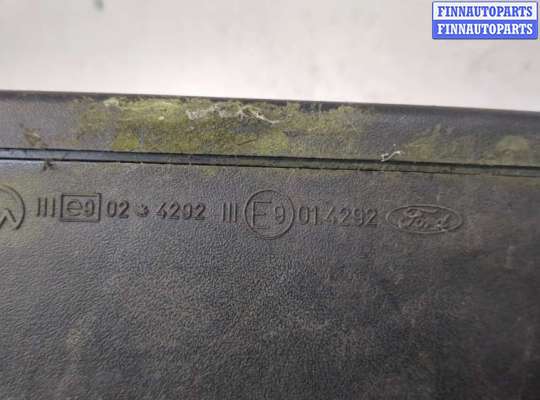 FINNAUTOPARTS
FINNAUTOPARTS
III e9 02 * 4292 III E9 014292 Ford